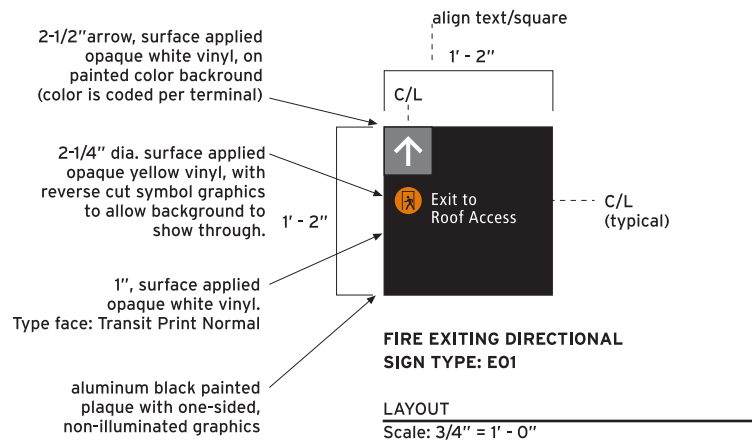 align text/square
2-1/2" arrow, surface applied
opaque white vinyl, on
painted color backround
(color is coded per terminal)
1' - 2"
C/L
2-1/4" dia. surface applied
opaque yellow vinyl, with
reverse cut symbol graphics
to allow background to
show through.
1' - 2"
Exit to
Roof Access
C/L
(typical)
1", surface applied
opaque white vinyl.
Type face: Transit Print Normal
aluminum black painted
plaque with one-sided,
non-illuminated graphics
FIRE EXITING DIRECTIONAL
SIGN TYPE: E01
LAYOUT
Scale: 3/4" = 1' - 0"